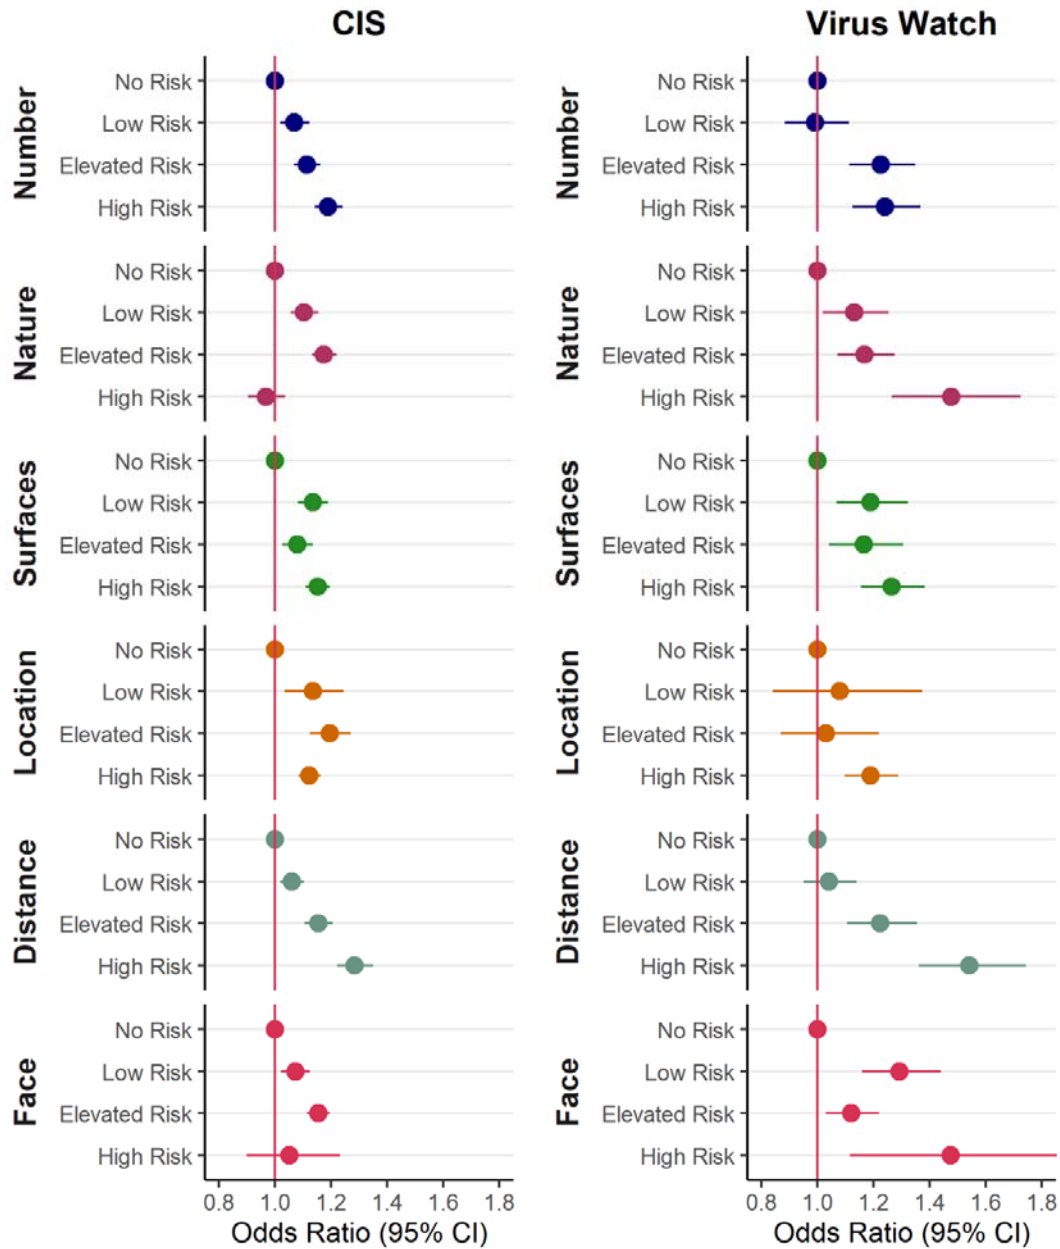 CIS
Virus Watch
Number
No Risk
Low Risk
Elevated Risk
High Risk
Number
No Risk
Low Risk
Elevated Risk
High Risk
Nature
No Risk
Low Risk
Elevated Risk
High Risk
Nature
No Risk
Low Risk
Elevated Risk
High Risk
Surfaces
No Risk
Low Risk
Elevated Risk
High Risk
Surfaces
No Risk
Low Risk
Elevated Risk
High Risk
Location
No Risk
Low Risk
Elevated Risk
High Risk
Location
No Risk
Low Risk
Elevated Risk
High Risk
Distance
No Risk
Low Risk
Elevated Risk
High Risk
Distance
No Risk
Low Risk
Elevated Risk
High Risk
Face
No Risk
Low Risk
Elevated Risk
High Risk
Face
No Risk
Low Risk
Elevated Risk
High Risk
0.8 1.0 1.2 1.4 1.6 1.8
Odds Ratio (95% CI)
0.8 1.0 1.2 1.4 1.6 1.8
Odds Ratio (95% CI)